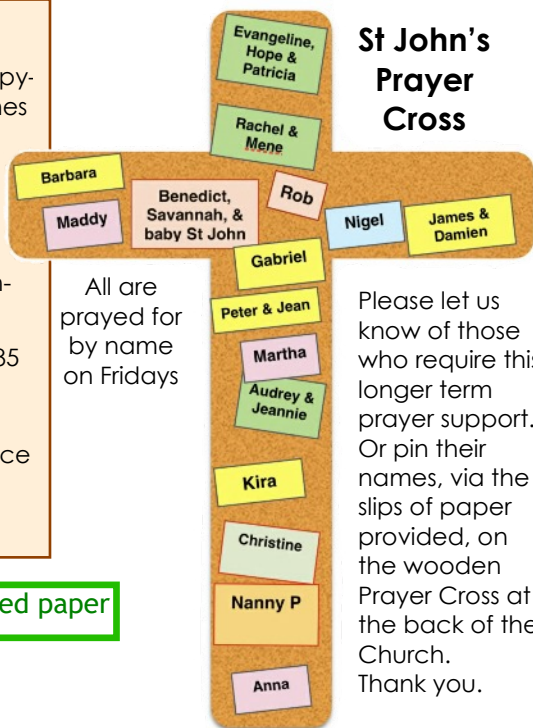 py-
nes
n-
35
ce
ed paper
St John's
Prayer
Cross
Evangeline,
Hope &
Patricia
Rachel &
Mene
Barbara
Maddy
Benedict,
Savannah, &
baby St John
Rob
Nigel
James &
Damien
Gabriel
Peter & Jean
Martha
Audrey &
Jeannie
Kira
Christine
Nanny P
Anna
All are
prayed for
by name
on Fridays
Please let us
know of those
who require this
longer term
prayer support.
Or pin their
names, via the
slips of paper
provided, on
the wooden
Prayer Cross at
the back of the
Church.
Thank you.